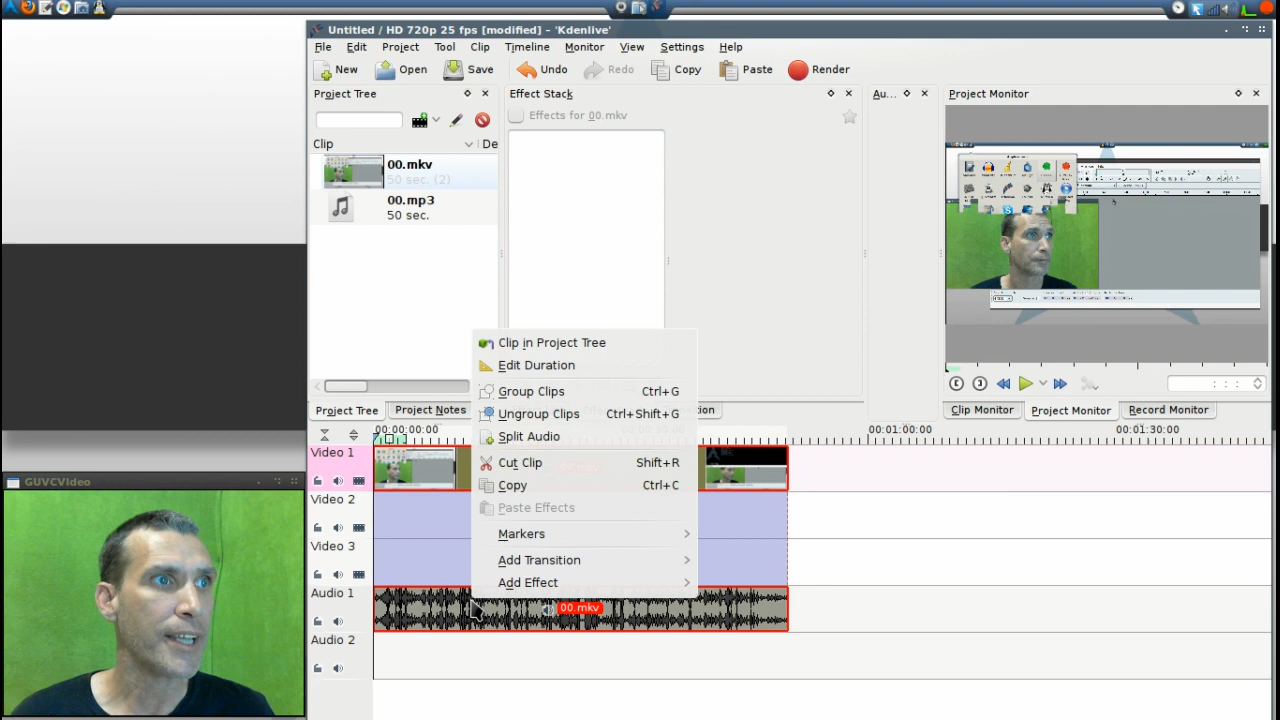 Untitled / HD 720p 25 fps [modified] – 'Kdenlive'
File Edit Project Tool Clip Timeline Monitor View Settings Help
New Open Save Undo Redo Copy Paste Render
Project Tree Effect Stack Au... Project Monitor
Effects for 00.mkv
Clip De
00.mkv
50 sec. (2)
00.mp3
50 sec.
Clip in Project Tree
Edit Duration
Group Clips Ctrl+G
Ungroup Clips Ctrl+Shift+G
Split Audio
Cut Clip Shift+R
Copy Ctrl+C
Paste Effects
Markers
Add Transition
Add Effect
: : :
Project Tree Project Notes Clip Monitor Project Monitor Record Monitor
00:00:00:00 00:01:00:00 00:01:30:00
Video 1
Video 2
Video 3
Audio 1
00.mkv
Audio 2
GUVCVideo